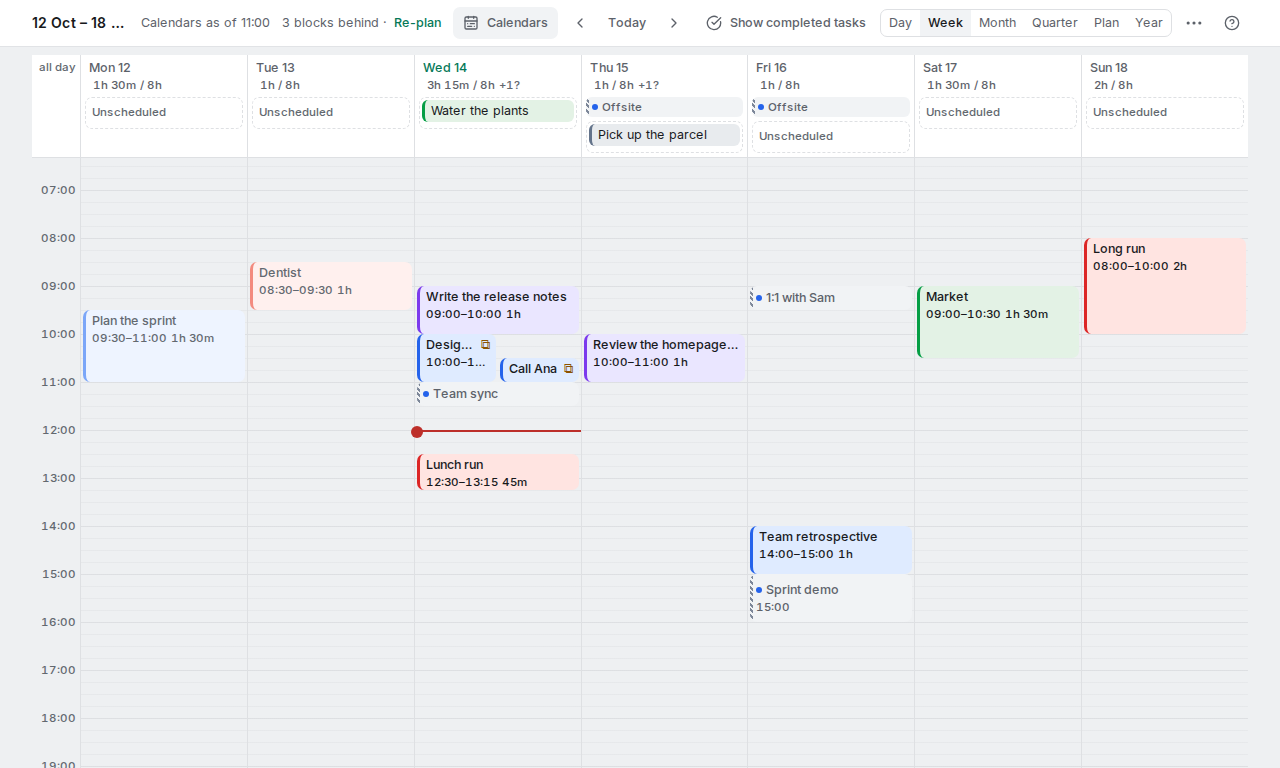 12 Oct – 18 ... Calendars as of 11:00 3 blocks behind · Re-plan Calendars Today Show completed tasks Day Week Month Quarter Plan Year
all day Mon 12 Tue 13 Wed 14 Thu 15 Fri 16 Sat 17 Sun 18
1h 30m / 8h 1h / 8h 3h 15m / 8h +1? 1h / 8h +1? 1h / 8h 1h 30m / 8h 2h / 8h
Unscheduled Unscheduled Water the plants Offsite Offsite Unscheduled Unscheduled
Pick up the parcel Unscheduled
07:00
08:00
Long run
08:00–10:00 2h
Dentist
08:30–09:30 1h
09:00
Write the release notes
09:00–10:00 1h
1:1 with Sam
Market
09:00–10:30 1h 30m
Plan the sprint
09:30–11:00 1h 30m
10:00
Desig...
10:00–1...
Call Ana
Review the homepage...
10:00–11:00 1h
11:00
Team sync
12:00
Lunch run
12:30–13:15 45m
13:00
14:00
Team retrospective
14:00–15:00 1h
15:00
Sprint demo
15:00
16:00
17:00
18:00
19:00